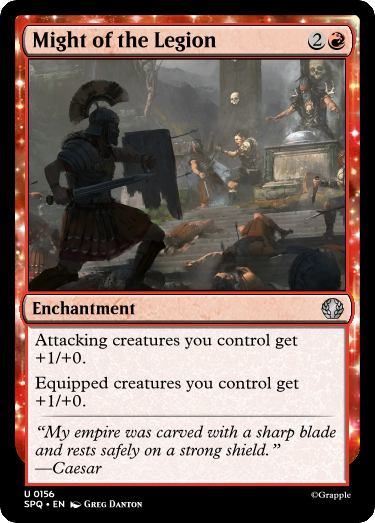 Might of the Legion 2
Enchantment
Attacking creatures you control get
+1/+0.
Equipped creatures you control get
+1/+0.
“My empire was carved with a sharp blade
and rests safely on a strong shield.”
—Caesar
U 0156
SPQ • EN Greg Danton
©Grapple